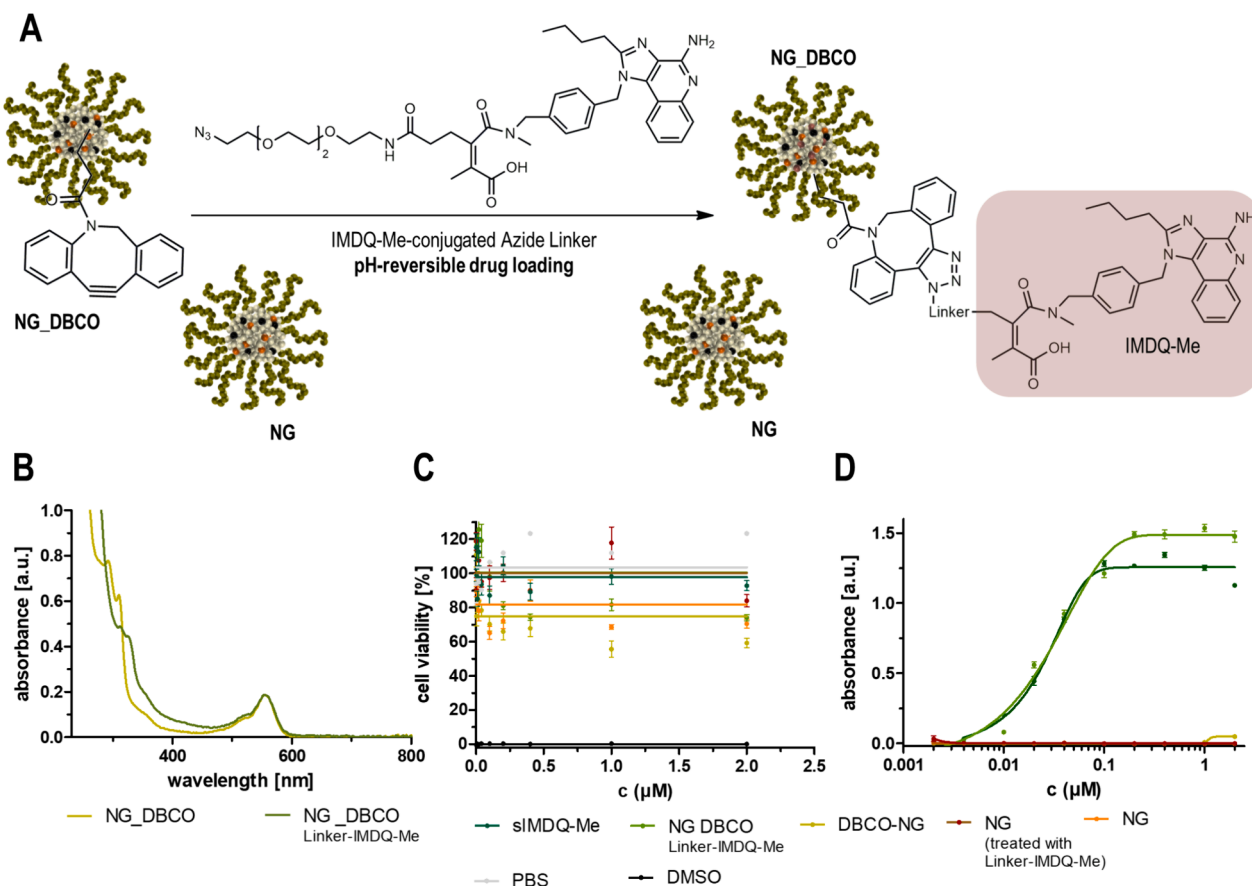 A
NG_DBCO
N3
O
O
2
N
H
O
O
N
OH
O
N
N
NH2
N
NG_DBCO
O
N
IMDQ-Me-conjugated Azide Linker
pH-reversible drug loading
NG
NG
O
N
N
N
N
Linker
O
N
OH
O
N
N
NH
N
IMDQ-Me
B
absorbance [a.u.]
1.0
0.8
0.6
0.4
0.2
0.0
400
600
800
wavelength [nm]
NG_DBCO
NG_DBCO
Linker-IMDQ-Me
C
cell viability [%]
120
100
80
60
40
20
0
0.0
0.5
1.0
1.5
2.0
2.5
c (µM)
D
absorbance [a.u.]
1.5
1.0
0.5
0.0
0.001
0.01
0.1
1
c (µM)
sIMDQ-Me
NG DBCO
Linker-IMDQ-Me
DBCO-NG
NG
(treated with
Linker-IMDQ-Me)
NG
PBS
DMSO